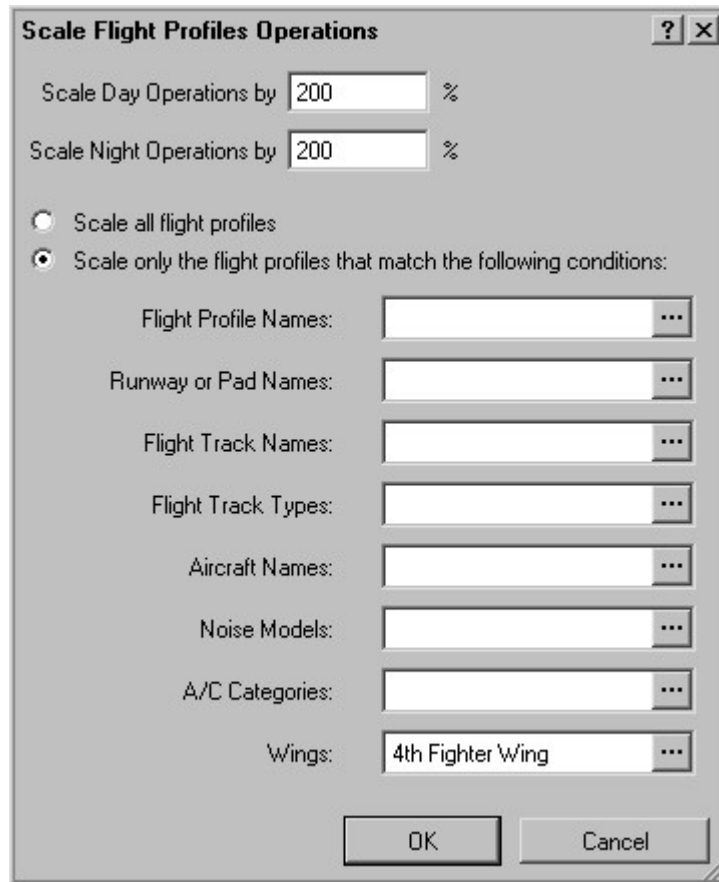 Scale Flight Profiles Operations ? ×
Scale Day Operations by 200 %
Scale Night Operations by 200 %
Scale all flight profiles
Scale only the flight profiles that match the following conditions:
Flight Profile Names: ...
Runway or Pad Names: ...
Flight Track Names: ...
Flight Track Types: ...
Aircraft Names: ...
Noise Models: ...
A/C Categories: ...
Wings: 4th Fighter Wing ...
OK Cancel